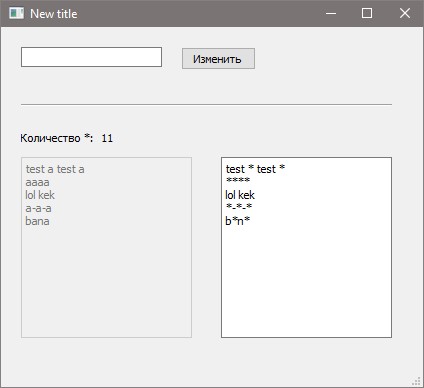 New title
Изменить
Количество *: 11
test a test a
aaaa
lol kek
a-a-a
bana
test * test *
****
lol kek
*-*-*
b*n*